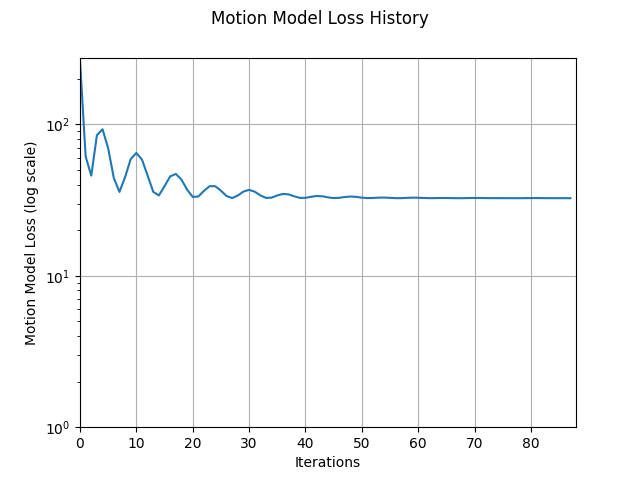 Motion Model Loss History
Motion Model Loss (log scale)
10²
10¹
10⁰
0 10 20 30 40 50 60 70 80
Iterations